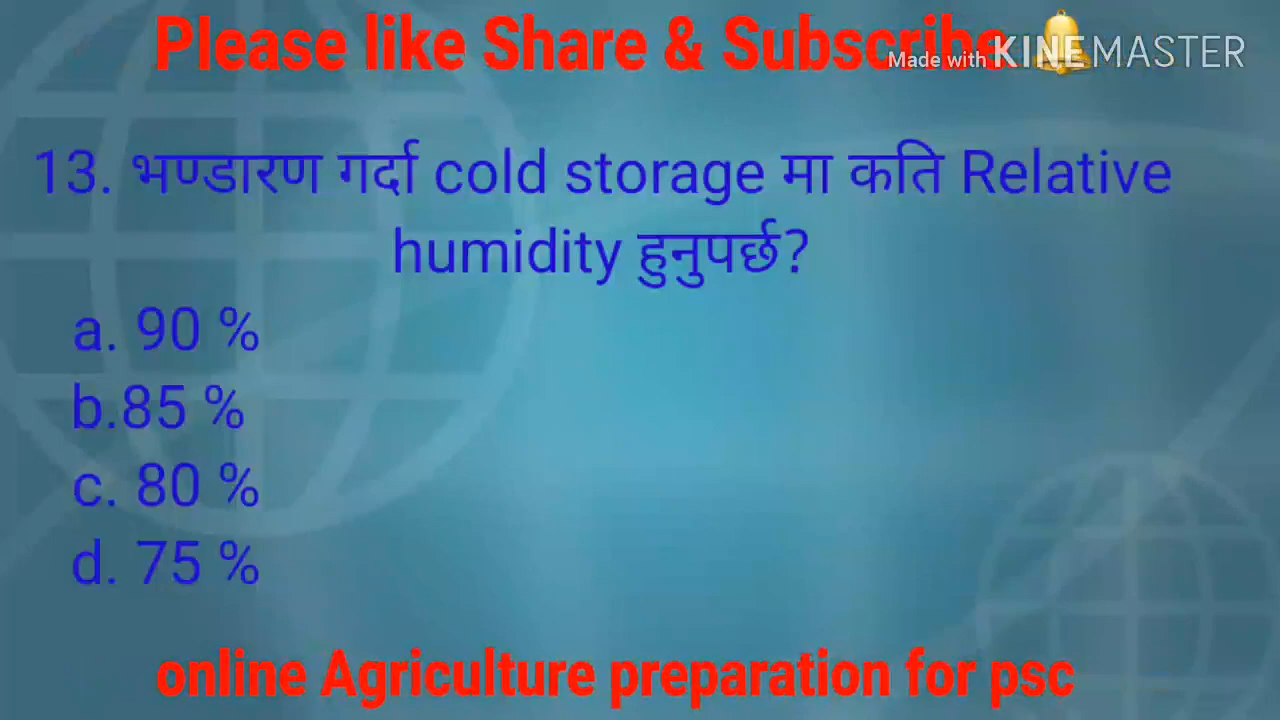 Please like Share & Subscribe
Made with KINEMASTER
13. भण्डारण गर्दा cold storage मा कति Relative
humidity हुनुपर्छ?
a. 90 %
b.85 %
c. 80 %
d. 75 %
online Agriculture preparation for psc